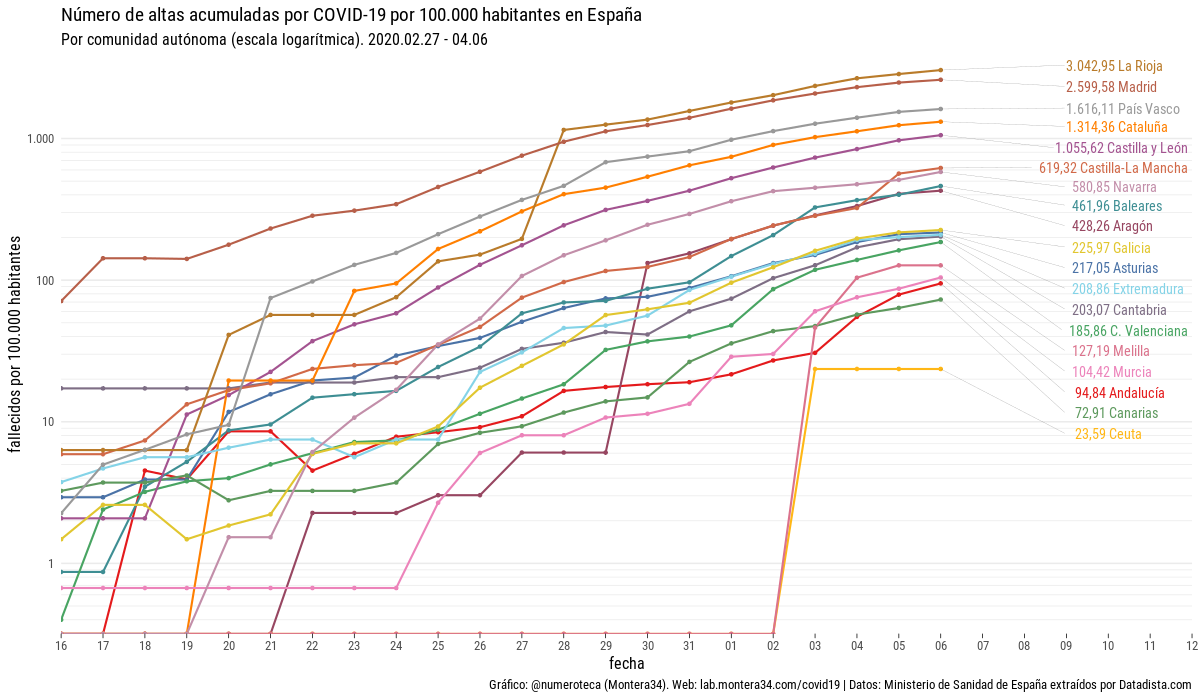 Número de altas acumuladas por COVID-19 por 100.000 habitantes en España
Por comunidad autónoma (escala logarítmica). 2020.02.27 - 04.06
fallecidos por 100.000 habitantes
1.000
100
10
1
3.042,95 La Rioja
2.599,58 Madrid
1.616,11 País Vasco
1.314,36 Cataluña
1.055,62 Castilla y León
619,32 Castilla-La Mancha
580,85 Navarra
461,96 Baleares
428,26 Aragón
225,97 Galicia
217,05 Asturias
208,86 Extremadura
203,07 Cantabria
185,86 C. Valenciana
127,19 Melilla
104,42 Murcia
94,84 Andalucía
72,91 Canarias
23,59 Ceuta
16 17 18 19 20 21 22 23 24 25 26 27 28 29 30 31 01 02 03 04 05 06 07 08 09 10 11 12
fecha
Gráfico: @numeroteca (Montera34). Web: lab.montera34.com/covid19 | Datos: Ministerio de Sanidad de España extraídos por Datadista.com